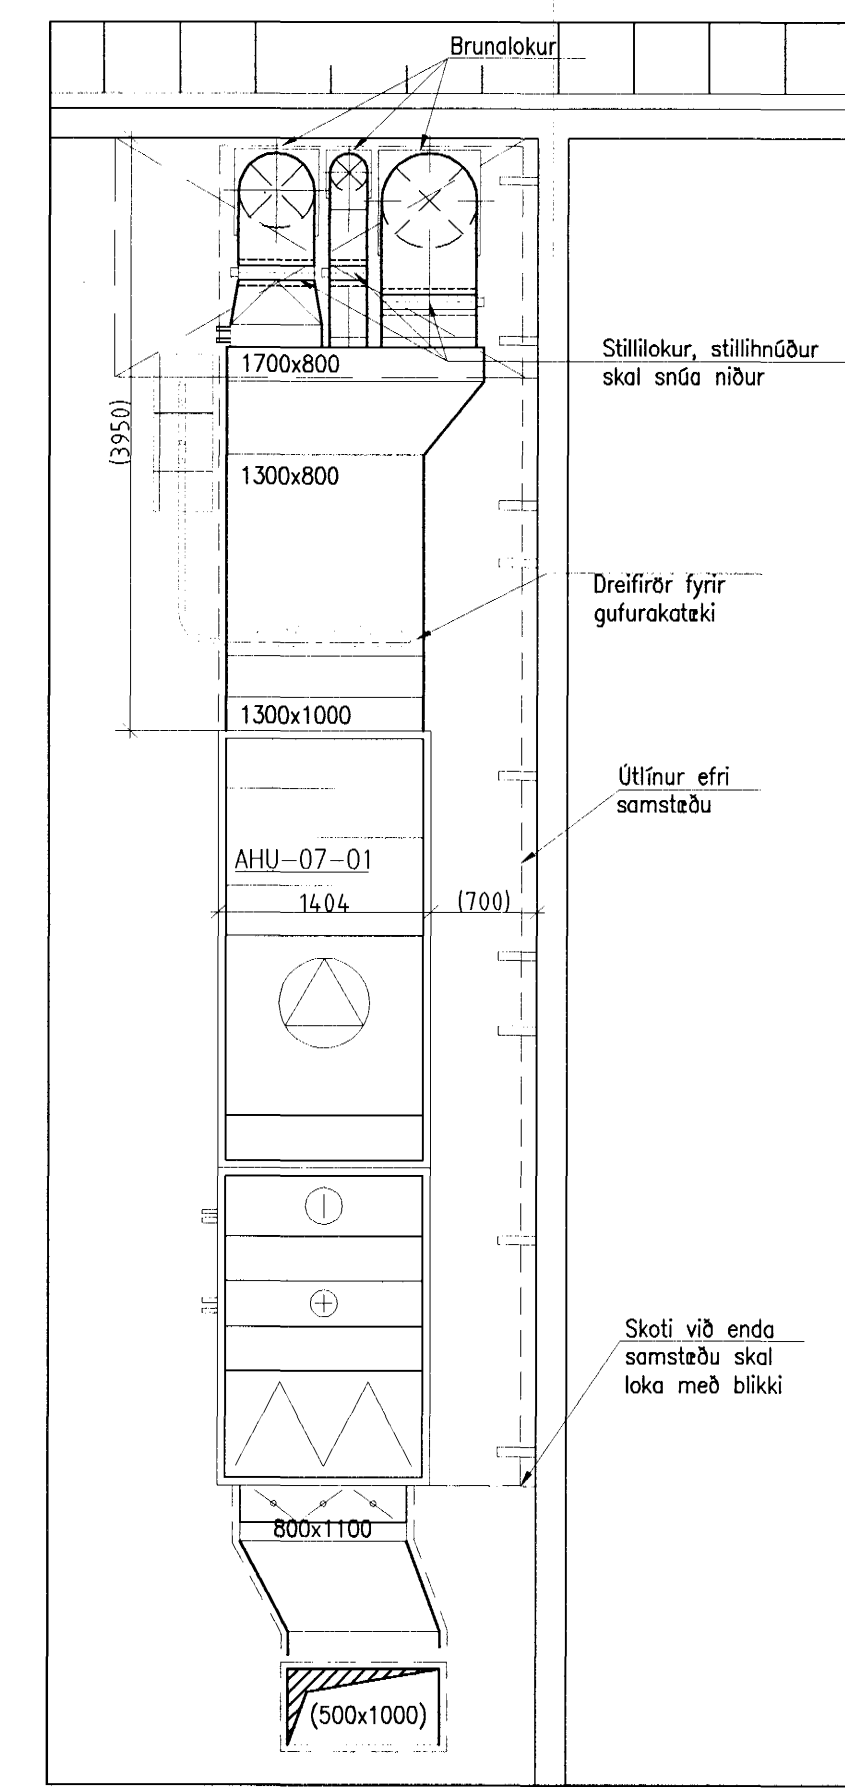 Brunalokur
1700x800
Stillilokur, stillihnúður
skal snúa niður
(3950)
1300x800
Dreifirör fyrir
gufurakatæki
1300x1000
Útlínur efri
samstæðu
AHU-07-01
1404
(700)
Skoti við enda
samstæðu skal
loka með blikki
800x1100
(500x1000)